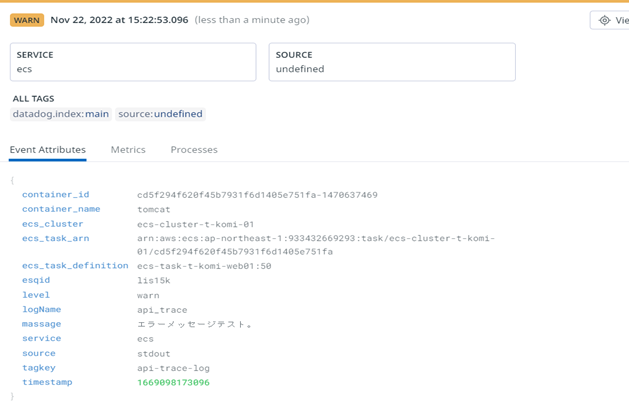 WARN Nov 22, 2022 at 15:22:53.096 (less than a minute ago) Vie
SERVICE
ecs
SOURCE
undefined
ALL TAGS
datadog.index:main source:undefined
Event Attributes Metrics Processes
{
container_id cd5f294f620f45b7931f6d1405e751fa-1470637469
container_name tomcat
ecs_cluster ecs-cluster-t-komi-01
ecs_task_arn arn:aws:ecs:ap-northeast-1:933432669293:task/ecs-cluster-t-komi-
01/cd5f294f620f45b7931f6d1405e751fa
ecs_task_definition ecs-task-t-komi-web01:50
esqid lis15k
level warn
logName api_trace
massage エラーメッセージテスト。
service ecs
source stdout
tagkey api-trace-log
timestamp 1669098173096
}